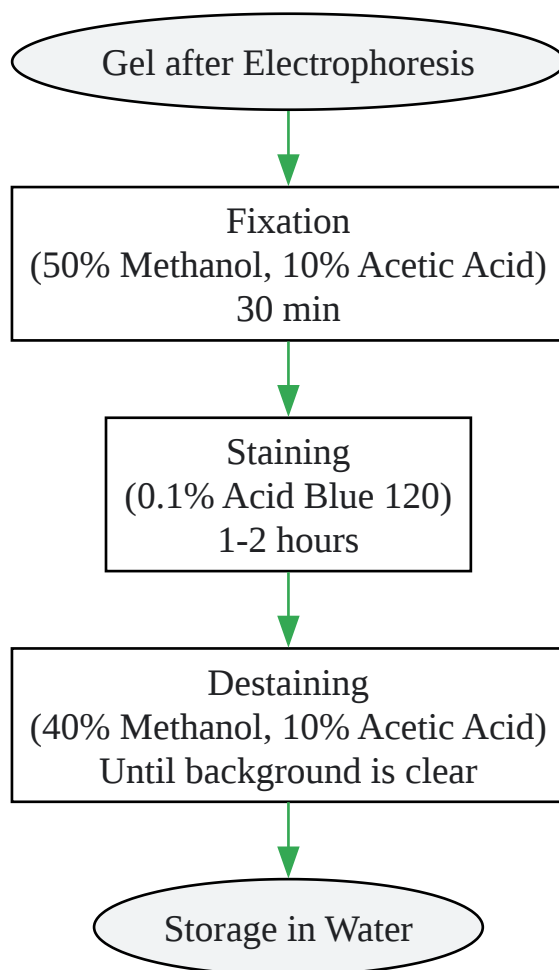 Gel after Electrophoresis
Fixation
(50% Methanol, 10% Acetic Acid)
30 min
Staining
(0.1% Acid Blue 120)
1-2 hours
Destaining
(40% Methanol, 10% Acetic Acid)
Until background is clear
Storage in Water